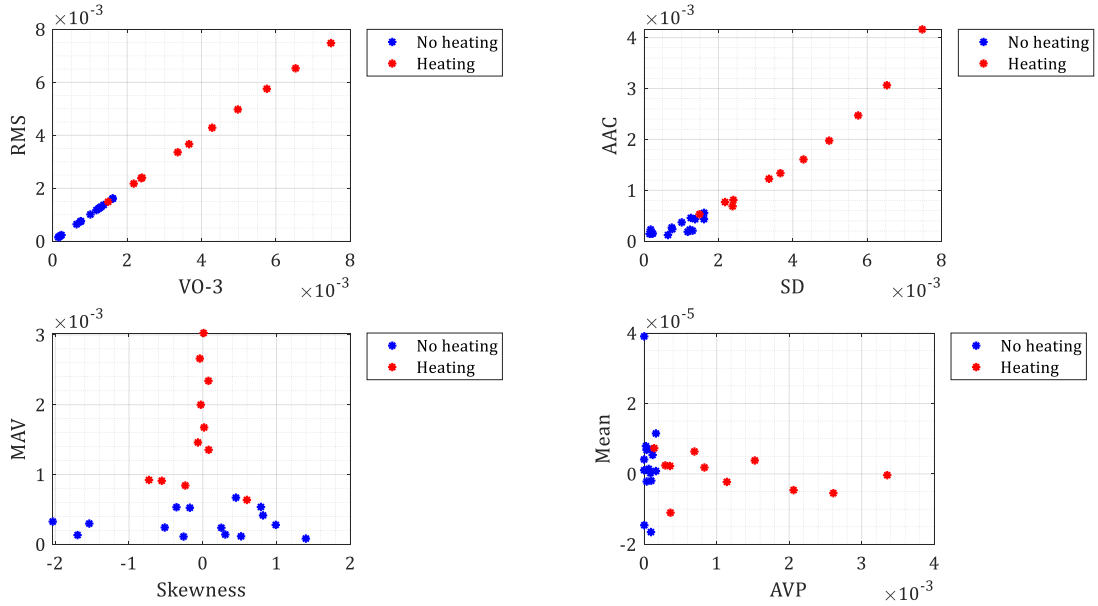 ×10⁻³
8
6
4
2
0
RMS
0 2 4 6 8
VO-3
×10⁻³
No heating
Heating
×10⁻³
4
3
2
1
0
AAC
0 2 4 6 8
SD
×10⁻³
No heating
Heating
×10⁻³
3
2
1
0
MAV
-2 -1 0 1 2
Skewness
No heating
Heating
×10⁻⁵
4
2
0
-2
Mean
0 1 2 3 4
AVP
×10⁻³
No heating
Heating